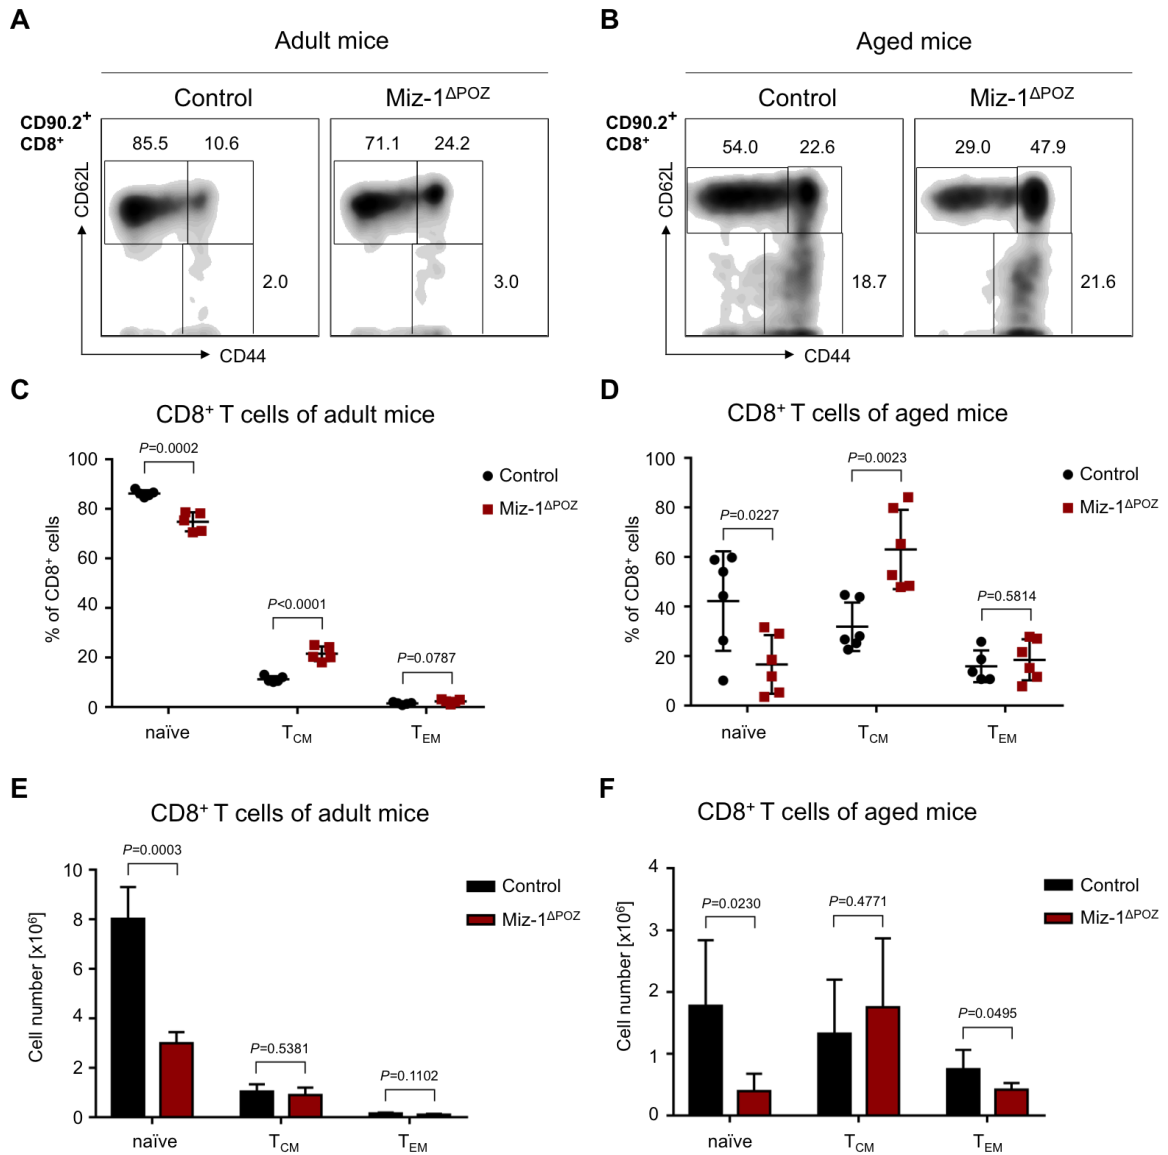 A
Adult mice
Control
Miz-1ΔPOZ
CD90.2+
CD8+
85.5
10.6
2.0
71.1
24.2
3.0
CD62L
CD44
B
Aged mice
Control
Miz-1ΔPOZ
CD90.2+
CD8+
54.0
22.6
18.7
29.0
47.9
21.6
CD62L
CD44
C
CD8+ T cells of adult mice
% of CD8+ cells
100
80
60
40
20
0
P=0.0002
P<0.0001
P=0.0787
naïve
TCM
TEM
Control
Miz-1ΔPOZ
D
CD8+ T cells of aged mice
% of CD8+ cells
100
80
60
40
20
0
P=0.0227
P=0.0023
P=0.5814
naïve
TCM
TEM
Control
Miz-1ΔPOZ
E
CD8+ T cells of adult mice
Cell number [x10⁶]
10
8
6
4
2
0
P=0.0003
P=0.5381
P=0.1102
naïve
TCM
TEM
Control
Miz-1ΔPOZ
F
CD8+ T cells of aged mice
Cell number [x10⁶]
4
3
2
1
0
P=0.0230
P=0.4771
P=0.0495
naïve
TCM
TEM
Control
Miz-1ΔPOZ